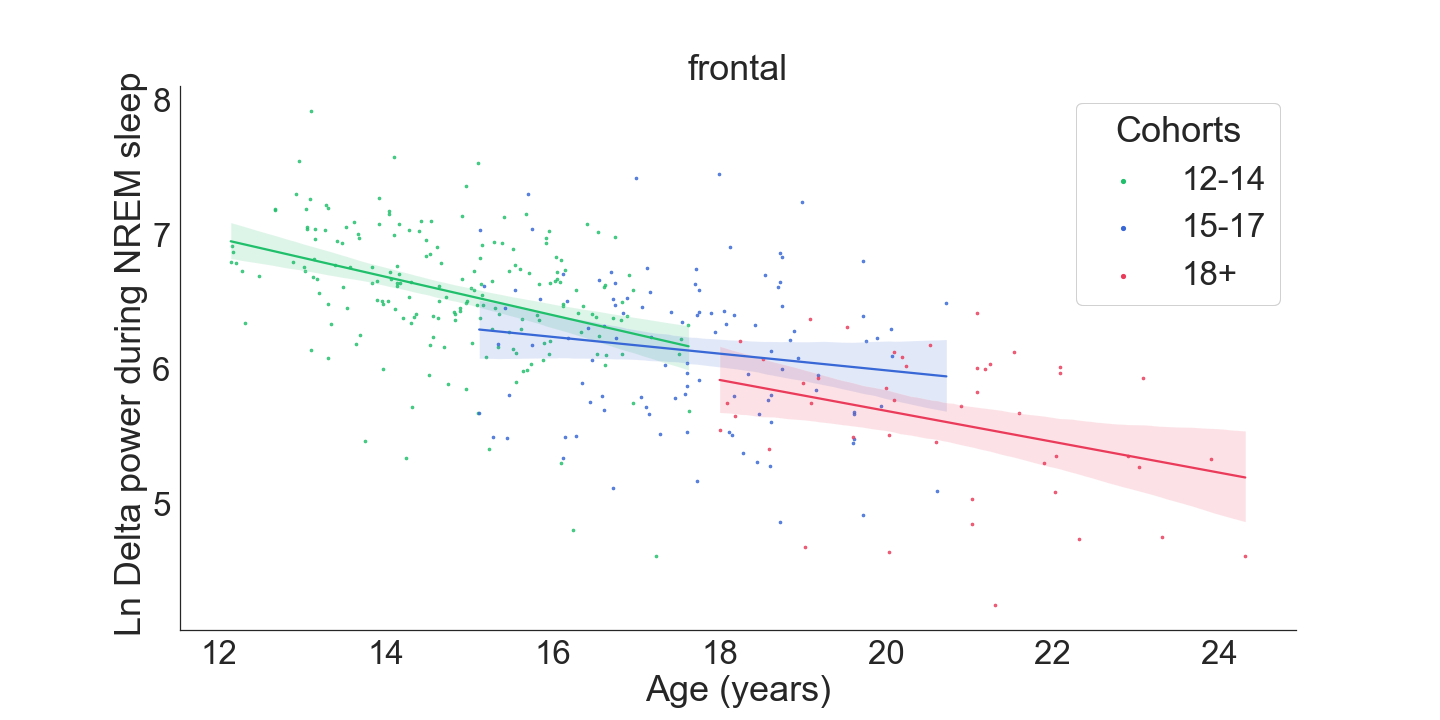 frontal
Ln Delta power during NREM sleep
8
7
6
5
Cohorts
12-14
15-17
18+
12 14 16 18 20 22 24
Age (years)